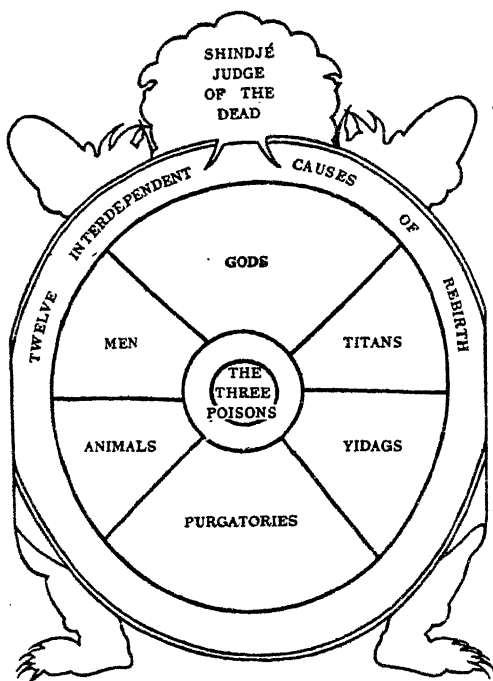 SHINDJÉ
JUDGE
OF THE
DEAD
TWELVE INTERDEPENDENT CAUSES OF REBIRTH
GODS
MEN
TITANS
THE
THREE
POISONS
ANIMALS
YIDAGS
PURGATORIES